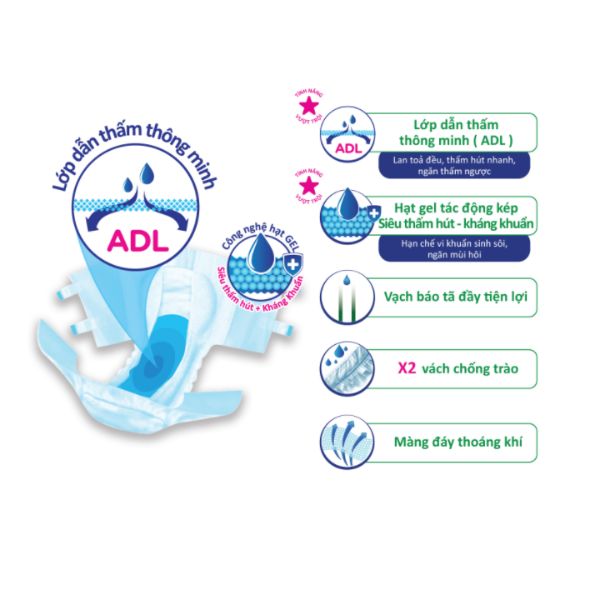 Lớp dẫn thấm thông minh
ADL
Công nghệ hạt GEL
Siêu thấm hút + Kháng Khuẩn
TÍNH NĂNG
VƯỢT TRỘI
ADL
Lớp dẫn thấm
thông minh ( ADL )
Lan toả đều, thấm hút nhanh,
ngăn thấm ngược
TÍNH NĂNG
VƯỢT TRỘI
Hạt gel tác động kép
Siêu thấm hút - kháng khuẩn
Hạn chế vi khuẩn sinh sôi,
ngăn mùi hôi
Vạch báo tã đầy tiện lợi
X2 vách chống trào
Màng đáy thoáng khí